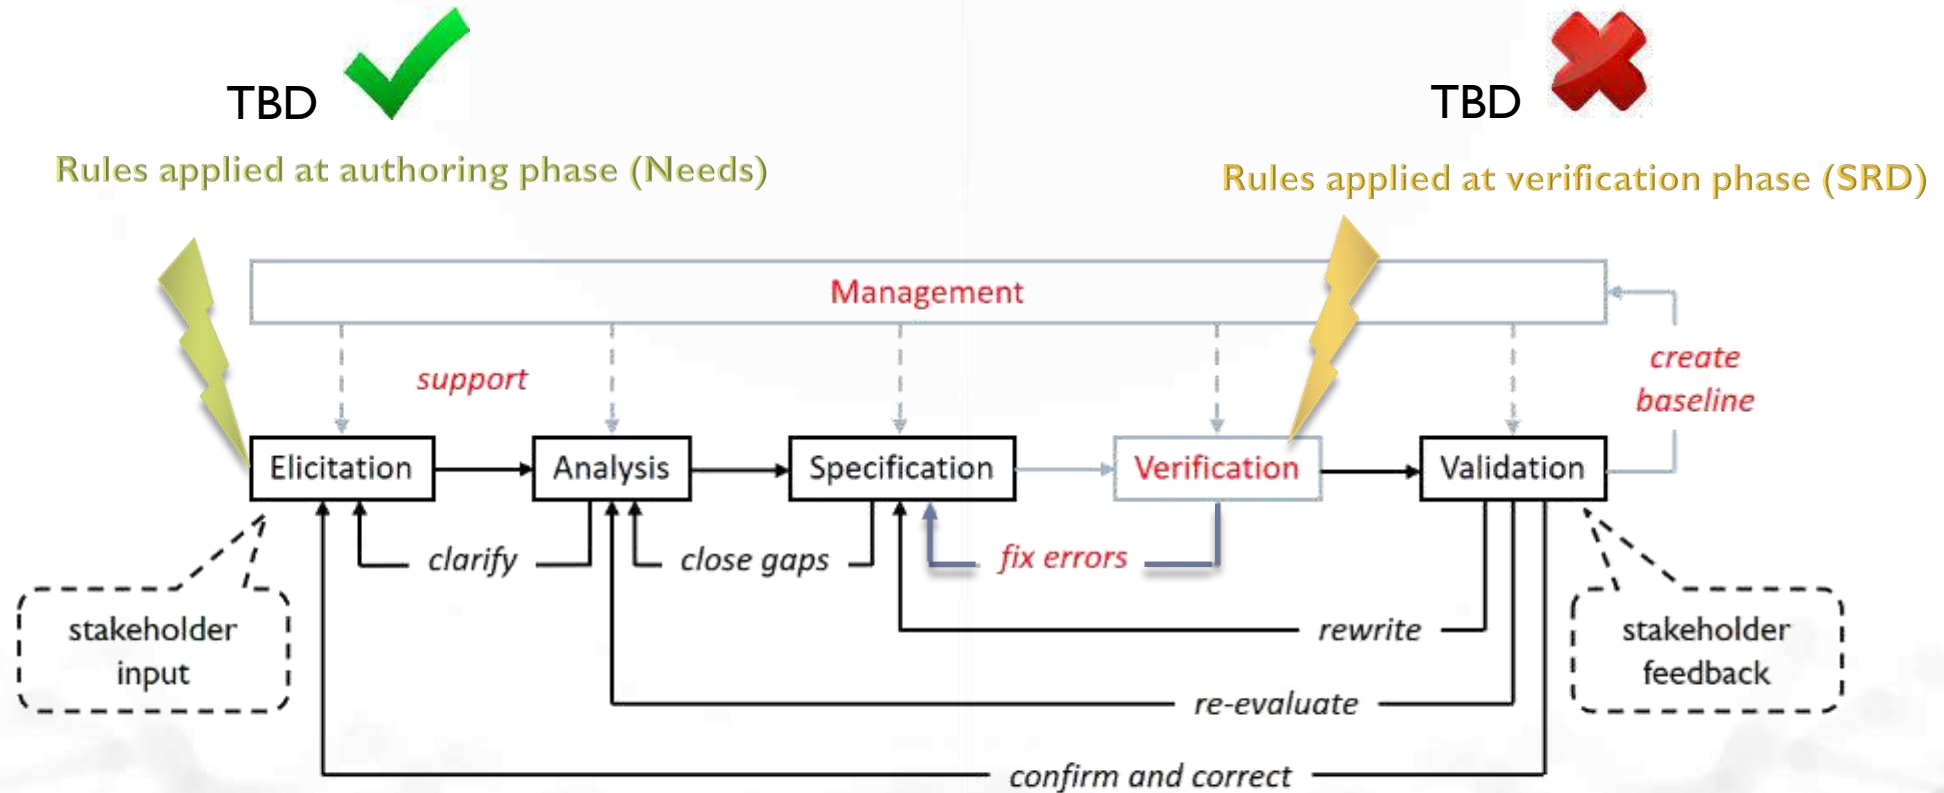 TBD
TBD
Rules applied at authoring phase (Needs)
Rules applied at verification phase (SRD)
Management
support
create
baseline
Elicitation
Analysis
Specification
Verification
Validation
clarify
close gaps
fix errors
stakeholder
input
rewrite
stakeholder
feedback
re-evaluate
confirm and correct